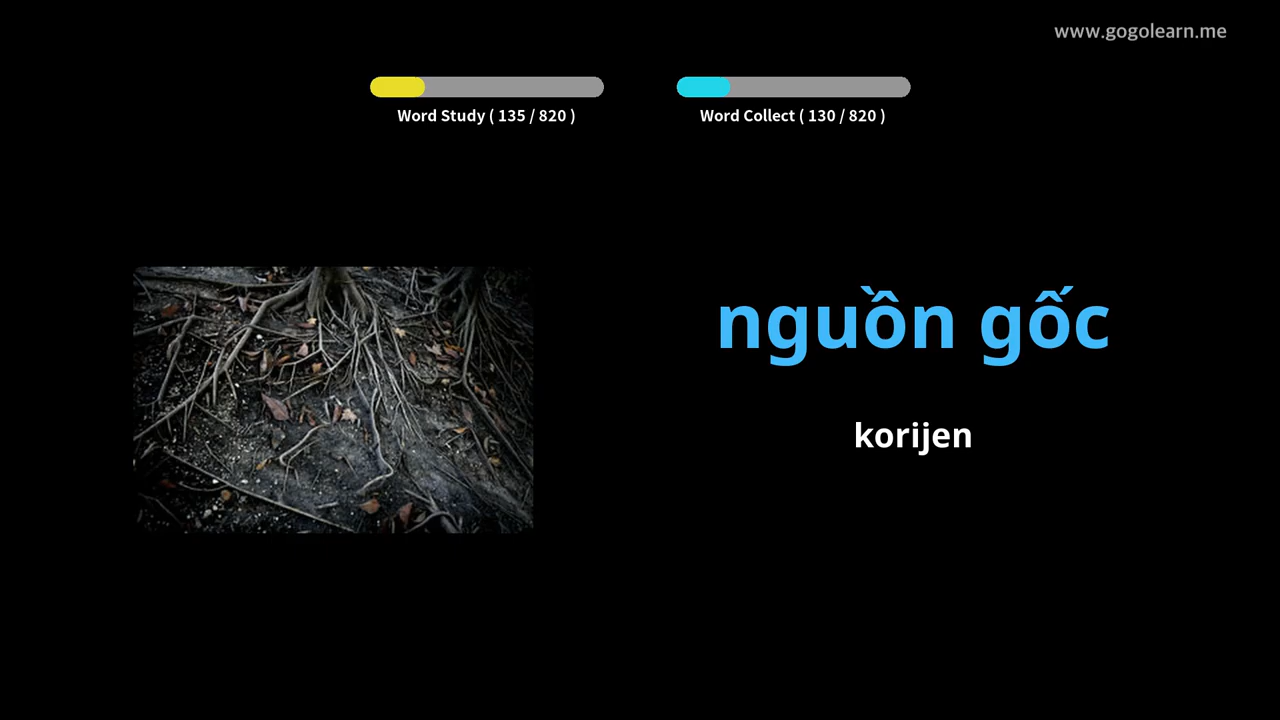 www.gogolearn.me
Word Study ( 135 / 820 )
Word Collect ( 130 / 820 )
nguồn gốc
korijen